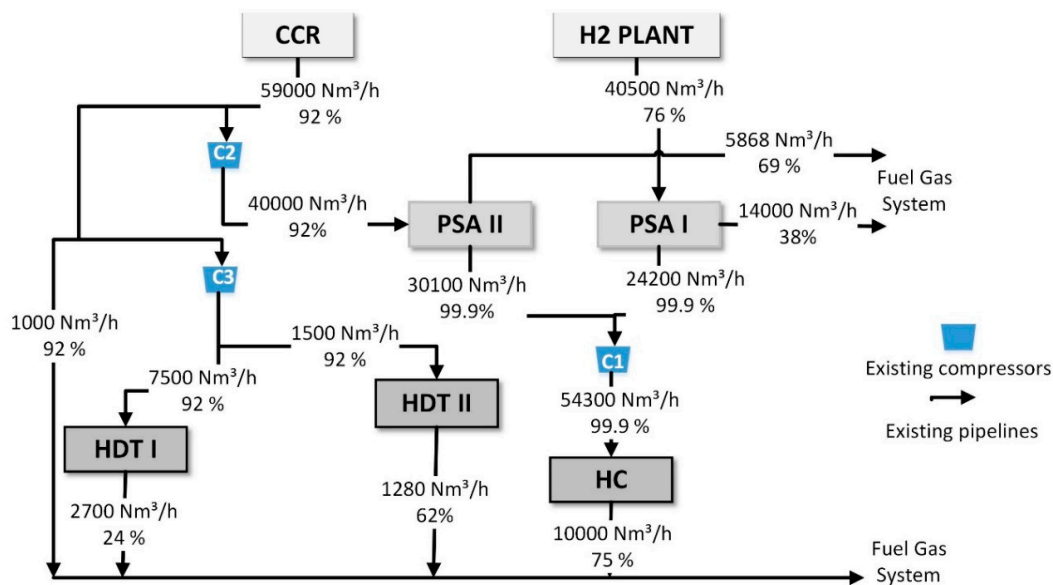 CCR
H2 PLANT
59000 Nm³/h
92 %
40500 Nm³/h
76 %
5868 Nm³/h
69 %
C2
Fuel Gas
System
40000 Nm³/h
92%
PSA II
PSA I
14000 Nm³/h
38%
C3
30100 Nm³/h
99.9%
24200 Nm³/h
99.9 %
1000 Nm³/h
92 %
1500 Nm³/h
92 %
C1
7500 Nm³/h
92 %
HDT II
54300 Nm³/h
99.9 %
Existing compressors
Existing pipelines
HDT I
HC
2700 Nm³/h
24 %
1280 Nm³/h
62%
10000 Nm³/h
75 %
Fuel Gas
System